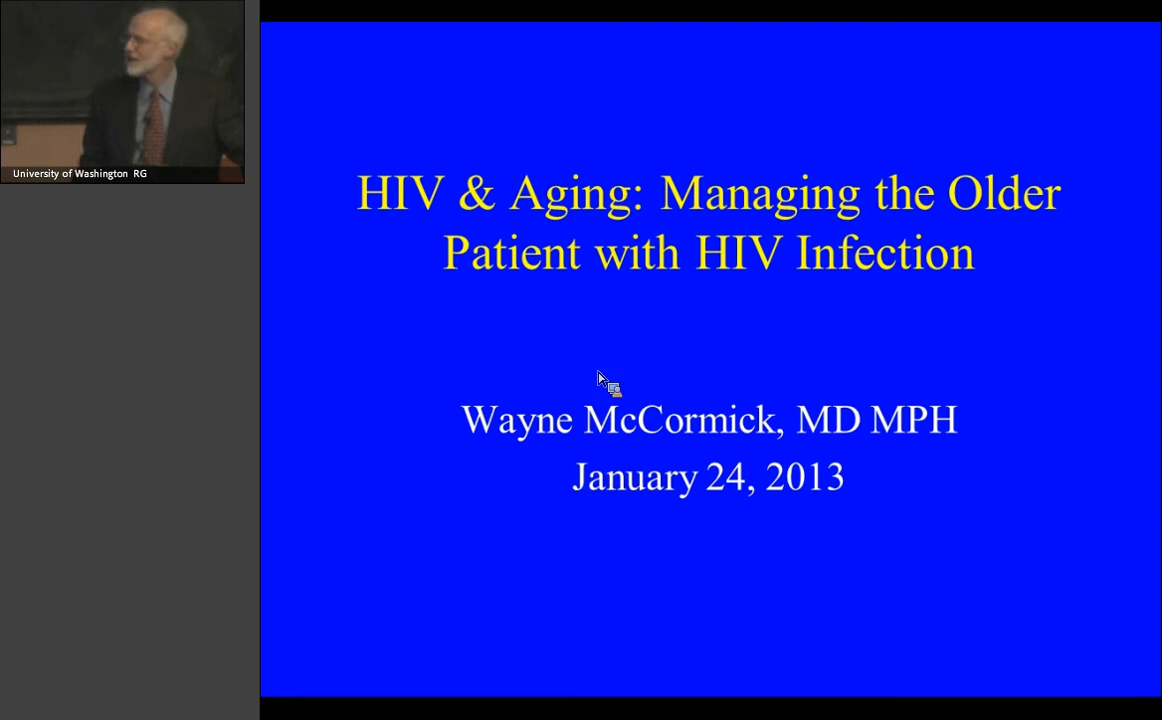 University of Washington RG
HIV & Aging: Managing the Older
Patient with HIV Infection
Wayne McCormick, MD MPH
January 24, 2013